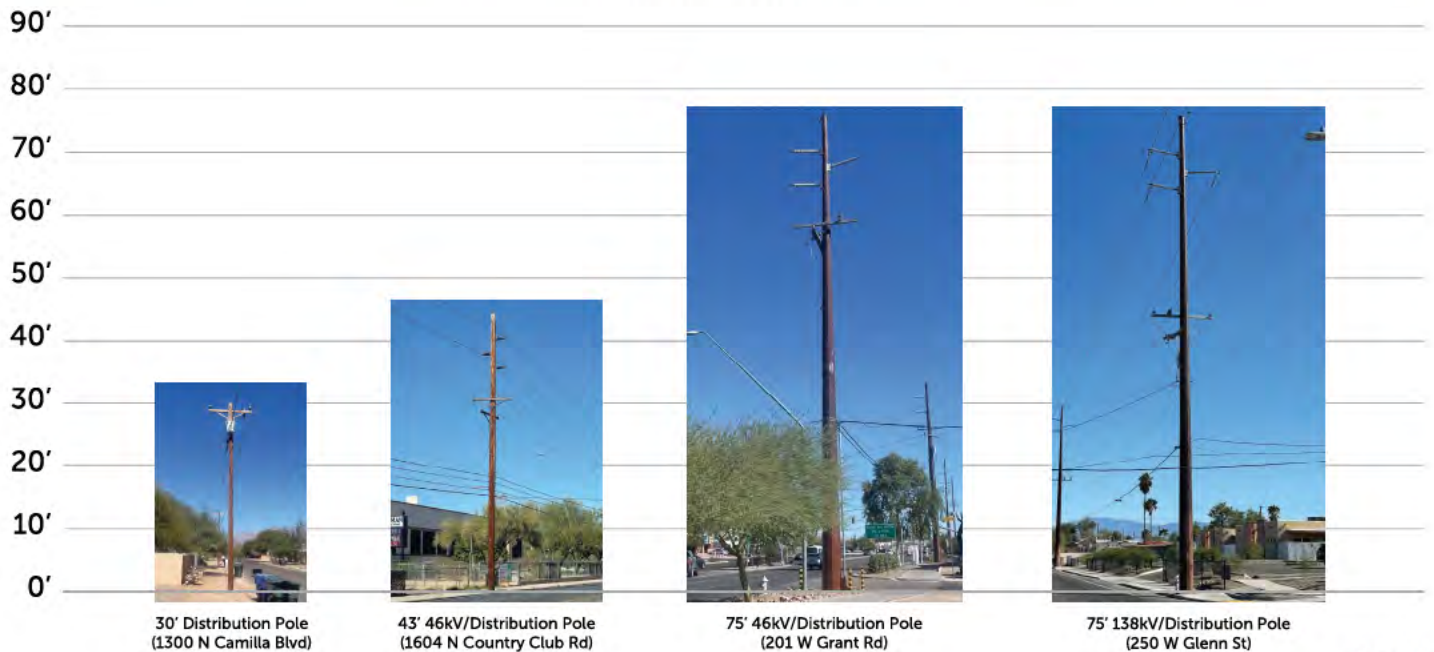 90'
80'
70'
60'
50'
40'
30'
20'
10'
0'
30' Distribution Pole
(1300 N Camilla Blvd)
43' 46kV/Distribution Pole
(1604 N Country Club Rd)
75' 46kV/Distribution Pole
(201 W Grant Rd)
75' 138kV/Distribution Pole
(250 W Glenn St)